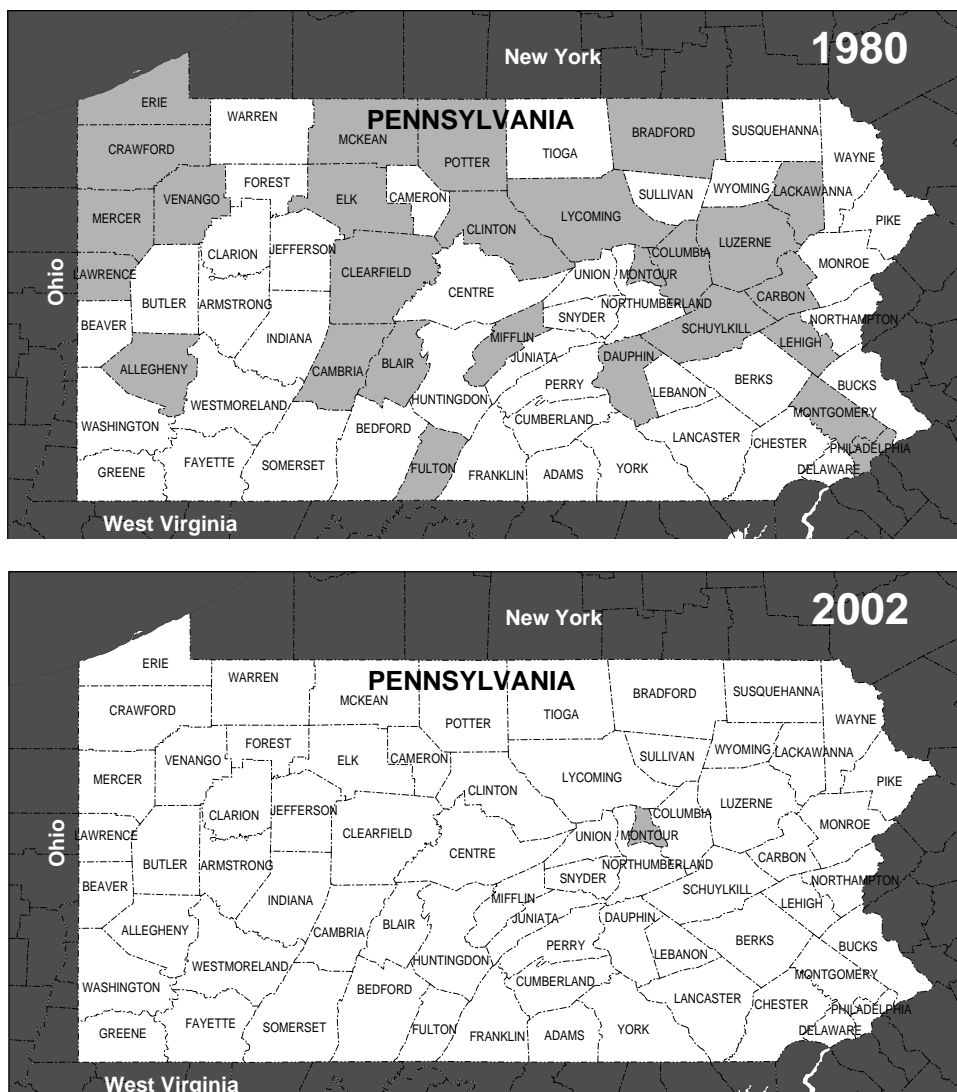 New York
1980
ERIE
WARREN
PENNSYLVANIA
MCKEAN
BRADFORD
SUSQUEHANNA
CRAWFORD
POTTER
TIOGA
WAYNE
FOREST
VENANGO
ELK
CAMERON
SULLIVAN
WYOMING
LACKAWANNA
MERCER
LYCOMING
PIKE
CLINTON
CLARION
JEFFERSON
COLUMBIA
LUZERNE
MONROE
Ohio
LAWRENCE
CLEARFIELD
UNION
MONTOUR
BUTLER
ARMSTRONG
CENTRE
NORTHUMBERLAND
CARBON
BEAVER
SNYDER
SCHUYLKILL
NORTHAMPTON
INDIANA
MIFFLIN
LEHIGH
ALLEGHENY
CAMBRIA
BLAIR
JUNIATA
DAUPHIN
PERRY
BERKS
BUCKS
WESTMORELAND
HUNTINGDON
LEBANON
MONTGOMERY
WASHINGTON
BEDFORD
CUMBERLAND
LANCASTER
CHESTER
PHILADELPHIA
GREENE
FAYETTE
SOMERSET
FULTON
FRANKLIN
ADAMS
YORK
DELAWARE
West Virginia
New York
2002
ERIE
WARREN
PENNSYLVANIA
MCKEAN
BRADFORD
SUSQUEHANNA
CRAWFORD
POTTER
TIOGA
WAYNE
FOREST
VENANGO
ELK
CAMERON
SULLIVAN
WYOMING
LACKAWANNA
MERCER
LYCOMING
PIKE
CLINTON
CLARION
JEFFERSON
COLUMBIA
LUZERNE
MONROE
Ohio
LAWRENCE
CLEARFIELD
UNION
MONTOUR
BUTLER
ARMSTRONG
CENTRE
NORTHUMBERLAND
CARBON
BEAVER
SNYDER
SCHUYLKILL
NORTHAMPTON
INDIANA
MIFFLIN
LEHIGH
ALLEGHENY
CAMBRIA
BLAIR
JUNIATA
DAUPHIN
PERRY
BERKS
BUCKS
WESTMORELAND
HUNTINGDON
LEBANON
MONTGOMERY
WASHINGTON
BEDFORD
CUMBERLAND
LANCASTER
CHESTER
PHILADELPHIA
GREENE
FAYETTE
SOMERSET
FULTON
FRANKLIN
ADAMS
YORK
DELAWARE
West Virginia